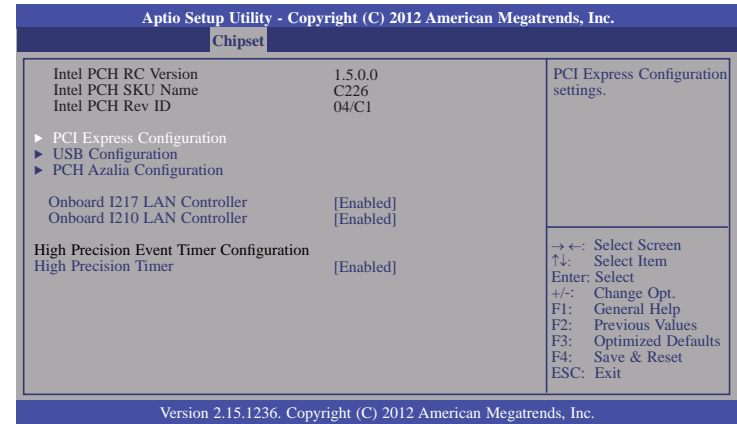 Aptio Setup Utility - Copyright (C) 2012 American Megatrends, Inc.
Chipset
Intel PCH RC Version 1.5.0.0
Intel PCH SKU Name C226
Intel PCH Rev ID 04/C1
► PCI Express Configuration
► USB Configuration
► PCH Azalia Configuration
Onboard I217 LAN Controller [Enabled]
Onboard I210 LAN Controller [Enabled]
High Precision Event Timer Configuration
High Precision Timer [Enabled]
PCI Express Configuration
settings.
→←: Select Screen
↑↓: Select Item
Enter: Select
+/-: Change Opt.
F1: General Help
F2: Previous Values
F3: Optimized Defaults
F4: Save & Reset
ESC: Exit
Version 2.15.1236. Copyright (C) 2012 American Megatrends, Inc.